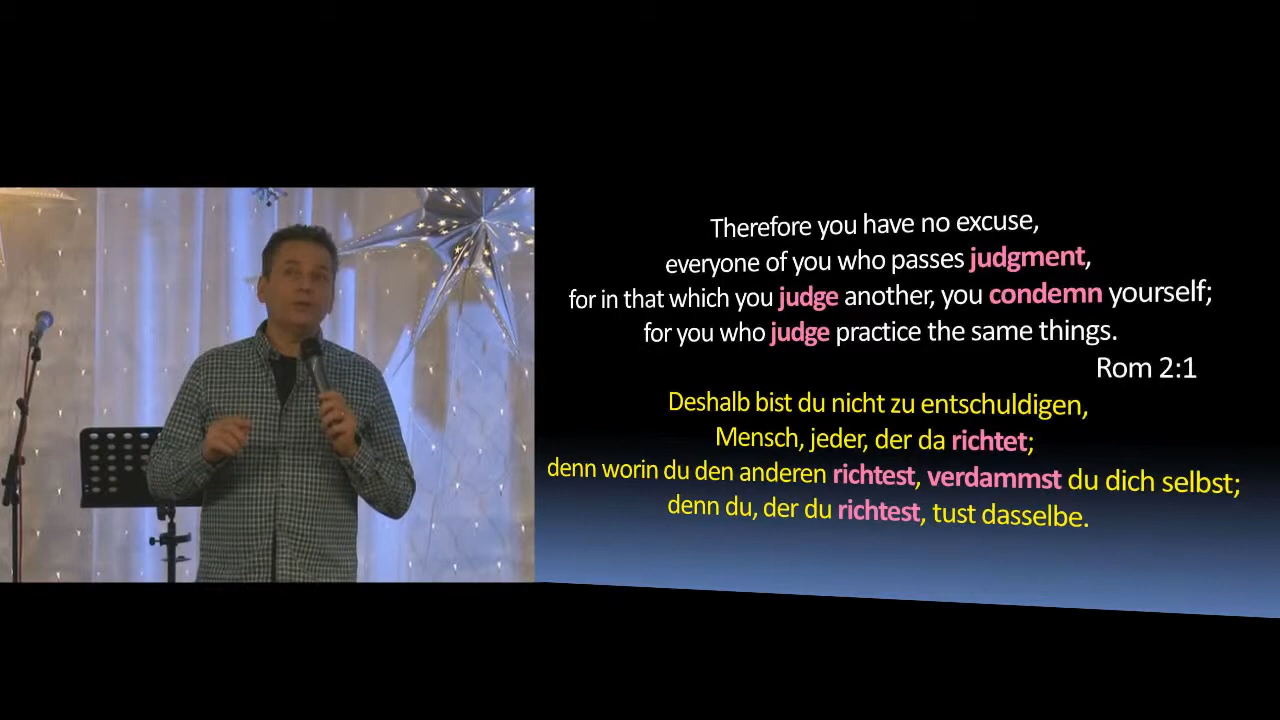 Therefore you have no excuse,
everyone of you who passes judgment,
for in that which you judge another, you condemn yourself;
for you who judge practice the same things.
Rom 2:1
Deshalb bist du nicht zu entschuldigen,
Mensch, jeder, der da richtet;
denn worin du den anderen richtest, verdammst du dich selbst;
denn du, der du richtest, tust dasselbe.